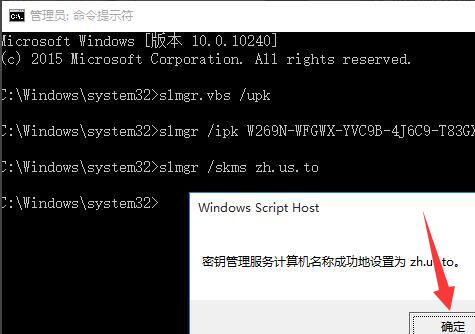 管理员: 命令提示符
Microsoft Windows [版本 10.0.10240]
(c) 2015 Microsoft Corporation. All rights reserved.
C:\Windows\system32>slmgr.vbs /upk
C:\Windows\system32>slmgr /ipk W269N-WFGWX-YVC9B-4J6C9-T83GX
C:\Windows\system32>slmgr /skms zh.us.to
C:\Windows\system32>
Windows Script Host
密钥管理服务计算机名称成功地设置为 zh.us.to。
确定